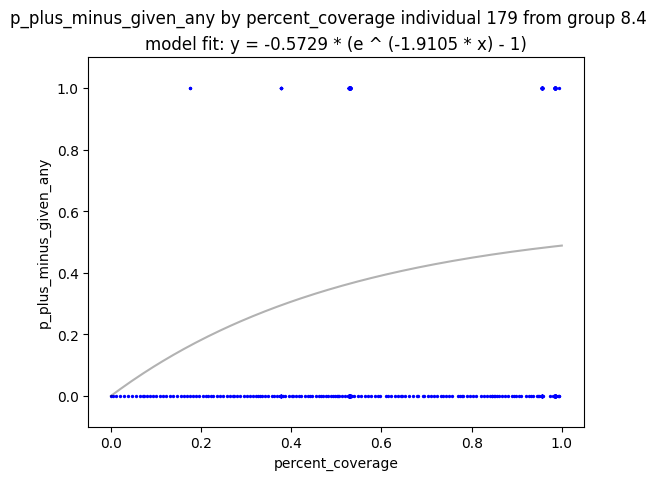 p_plus_minus_given_any by percent_coverage individual 179 from group 8.4
model fit: y = -0.5729 * (e ^ (-1.9105 * x) - 1)
1.0
0.8
0.6
0.4
0.2
0.0
p_plus_minus_given_any
0.0 0.2 0.4 0.6 0.8 1.0
percent_coverage